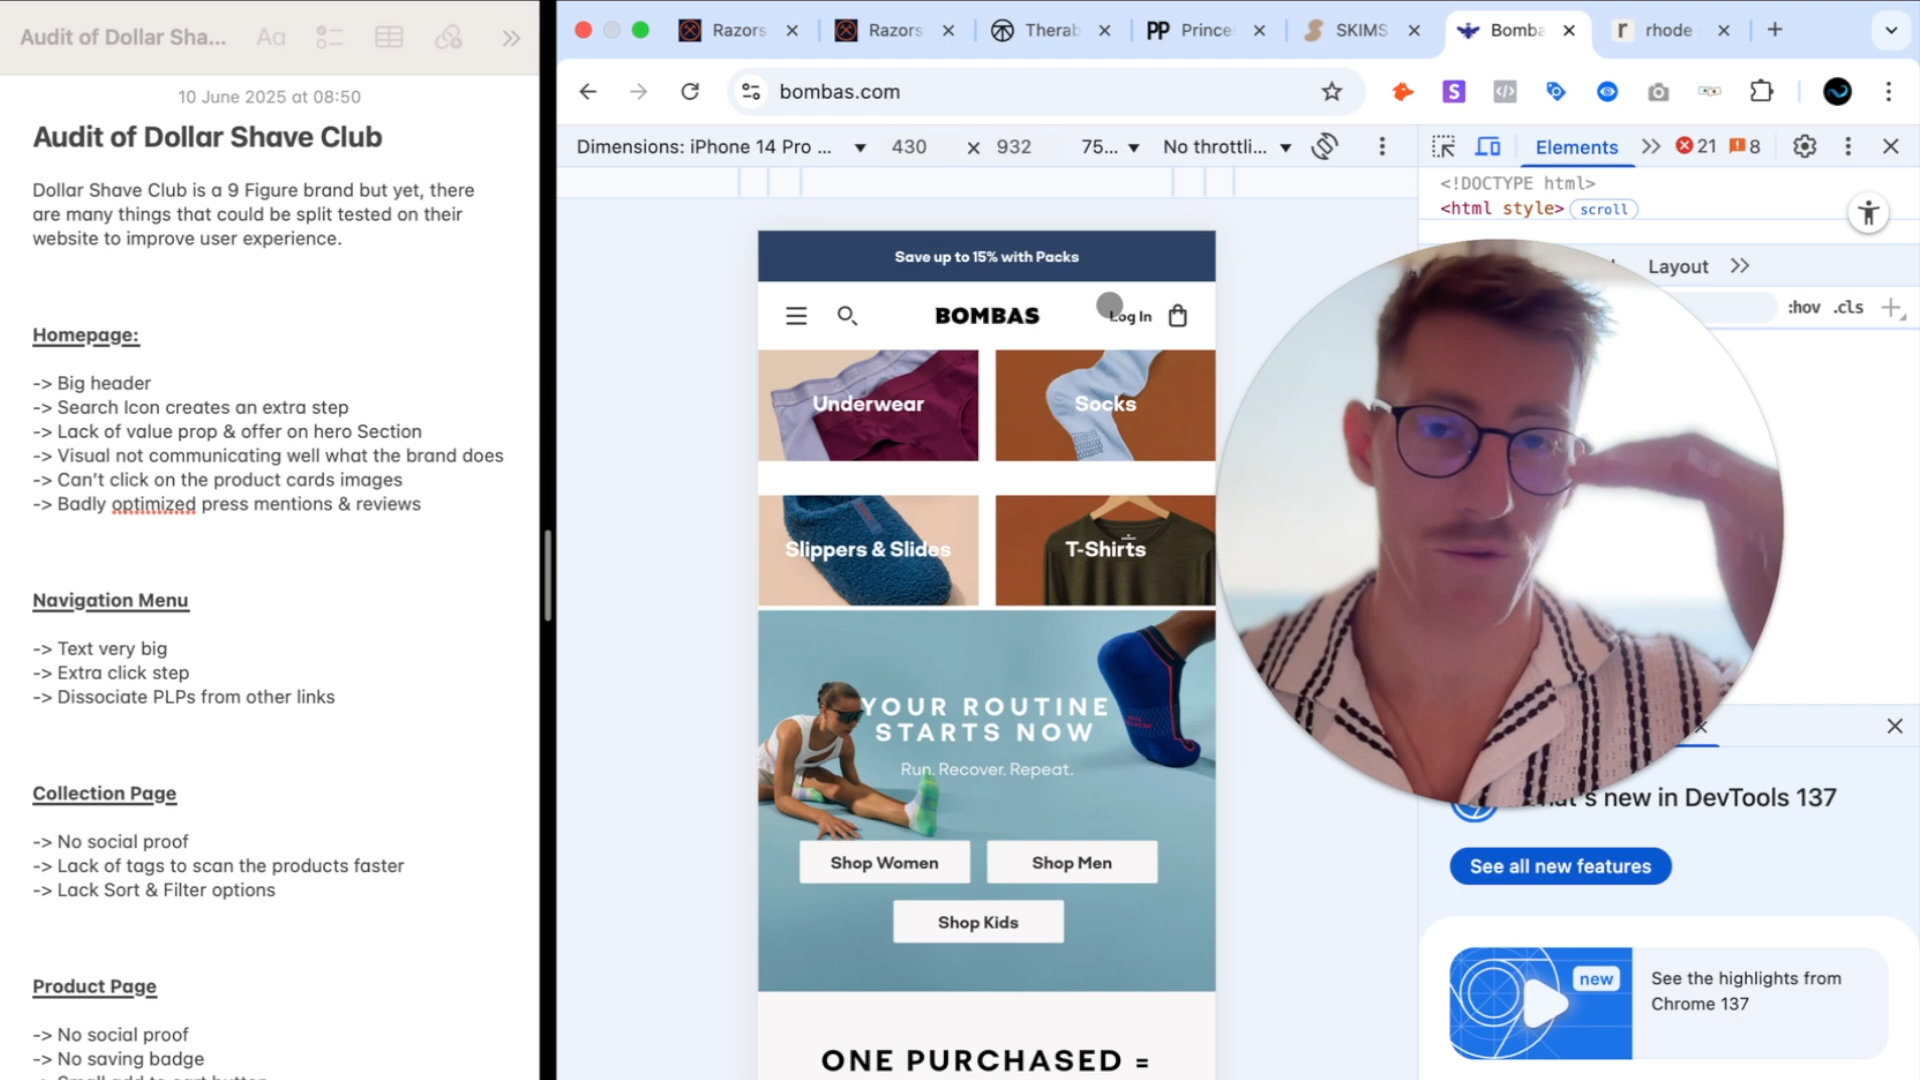 Audit of Dollar Sha...
Aa
10 June 2025 at 08:50
Audit of Dollar Shave Club
Dollar Shave Club is a 9 Figure brand but yet, there
are many things that could be split tested on their
website to improve user experience.
Homepage:
-> Big header
-> Search Icon creates an extra step
-> Lack of value prop & offer on hero Section
-> Visual not communicating well what the brand does
-> Can't click on the product cards images
-> Badly optimized press mentions & reviews
Navigation Menu
-> Text very big
-> Extra click step
-> Dissociate PLPs from other links
Collection Page
-> No social proof
-> Lack of tags to scan the products faster
-> Lack Sort & Filter options
Product Page
-> No social proof
-> No saving badge
Razors
Razors
Therab
PP Prince
SKIMS
Bomba
r rhode
bombas.com
S
Dimensions: iPhone 14 Pro ... 430 × 932 75... No throttli...
Elements 21 8
<!DOCTYPE html>
<html style> scroll
Layout
:hov .cls
Save up to 15% with Packs
BOMBAS
Log In
Underwear
Socks
Slippers & Slides
T-Shirts
YOUR ROUTINE
STARTS NOW
Run. Recover. Repeat.
Shop Women
Shop Men
Shop Kids
ONE PURCHASED =
's new in DevTools 137
See all new features
new
See the highlights from
Chrome 137